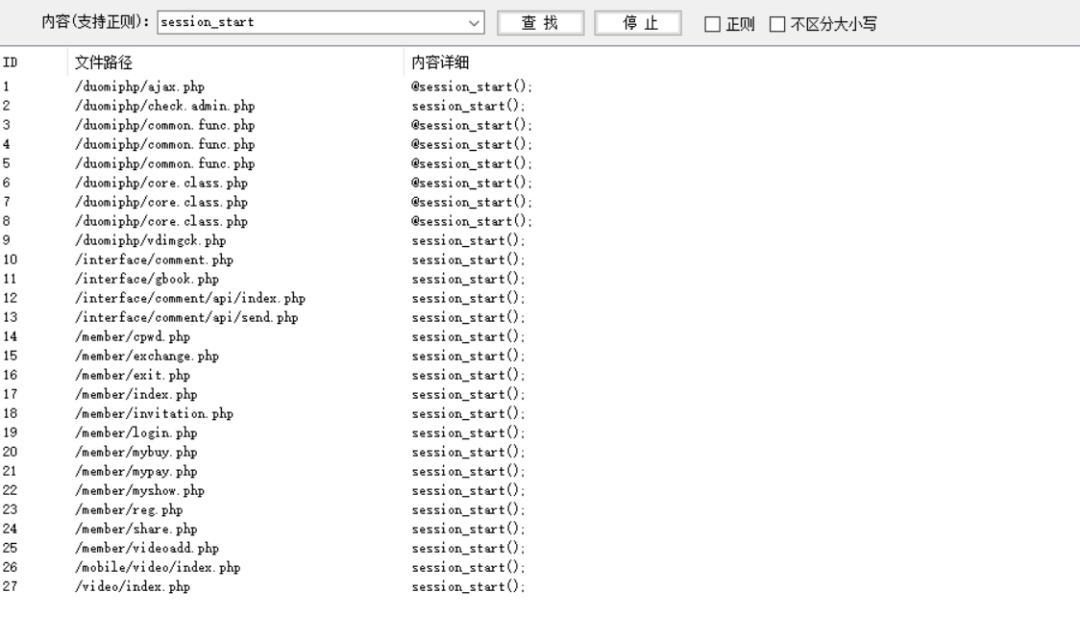 内容(支持正则): session_start 查 找 停 止 正则 不区分大小写
ID 文件路径 内容详细
1 /duomiphp/ajax.php @session_start();
2 /duomiphp/check.admin.php session_start();
3 /duomiphp/common.func.php @session_start();
4 /duomiphp/common.func.php @session_start();
5 /duomiphp/common.func.php @session_start();
6 /duomiphp/core.class.php @session_start();
7 /duomiphp/core.class.php @session_start();
8 /duomiphp/core.class.php @session_start();
9 /duomiphp/vdimgck.php session_start();
10 /interface/comment.php session_start();
11 /interface/gbook.php session_start();
12 /interface/comment/api/index.php session_start();
13 /interface/comment/api/send.php session_start();
14 /member/cpwd.php session_start();
15 /member/exchange.php session_start();
16 /member/exit.php session_start();
17 /member/index.php session_start();
18 /member/invitation.php session_start();
19 /member/login.php session_start();
20 /member/mybuy.php session_start();
21 /member/mypay.php session_start();
22 /member/myshow.php session_start();
23 /member/reg.php session_start();
24 /member/share.php session_start();
25 /member/videoadd.php session_start();
26 /mobile/video/index.php session_start();
27 /video/index.php session_start();